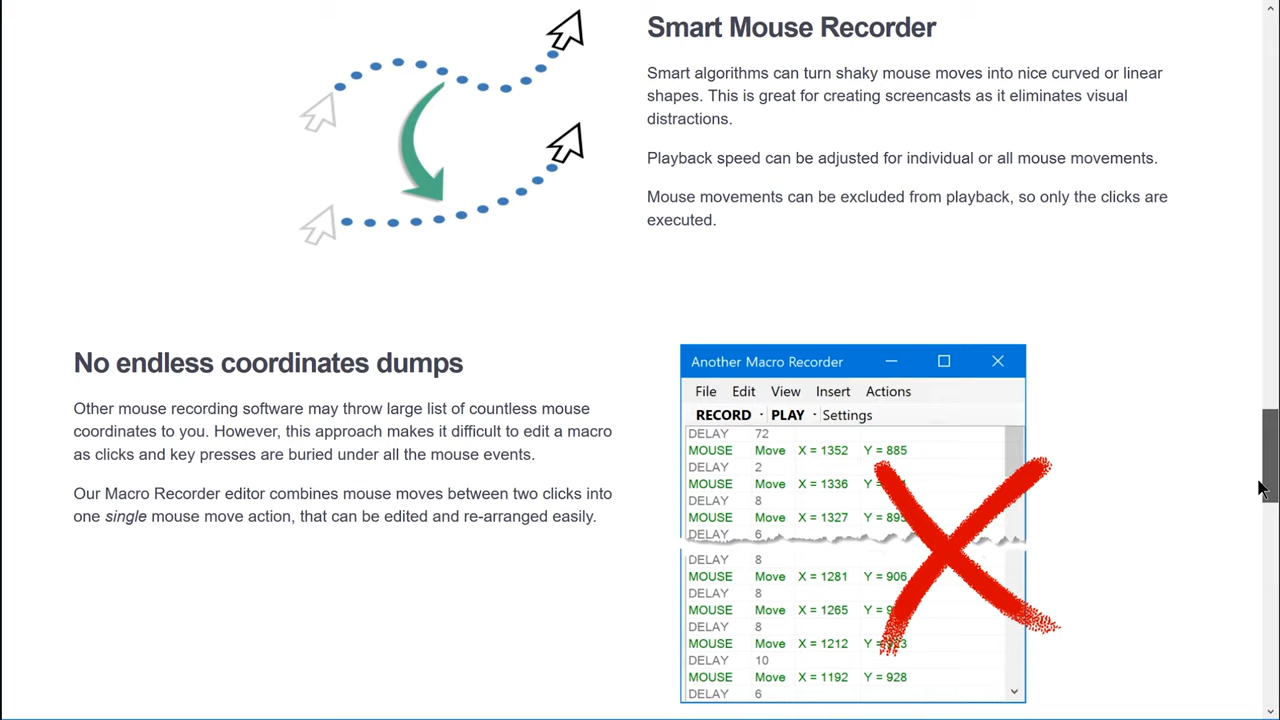 Smart Mouse Recorder
Smart algorithms can turn shaky mouse moves into nice curved or linear
shapes. This is great for creating screencasts as it eliminates visual
distractions.
Playback speed can be adjusted for individual or all mouse movements.
Mouse movements can be excluded from playback, so only the clicks are
executed.
No endless coordinates dumps
Other mouse recording software may throw large list of countless mouse
coordinates to you. However, this approach makes it difficult to edit a macro
as clicks and key presses are buried under all the mouse events.
Our Macro Recorder editor combines mouse moves between two clicks into
one single mouse move action, that can be edited and re-arranged easily.
Another Macro Recorder
File Edit View Insert Actions
RECORD PLAY Settings
DELAY 72
MOUSE Move X = 1352 Y = 885
DELAY 2
MOUSE Move X = 1336 Y =
DELAY 8
MOUSE Move X = 1327 Y =
DELAY 6
DELAY 8
MOUSE Move X = 1281 Y = 906
DELAY 8
MOUSE Move X = 1265 Y =
DELAY 8
MOUSE Move X = 1212 Y =
DELAY 10
MOUSE Move X = 1192 Y = 928
DELAY 6